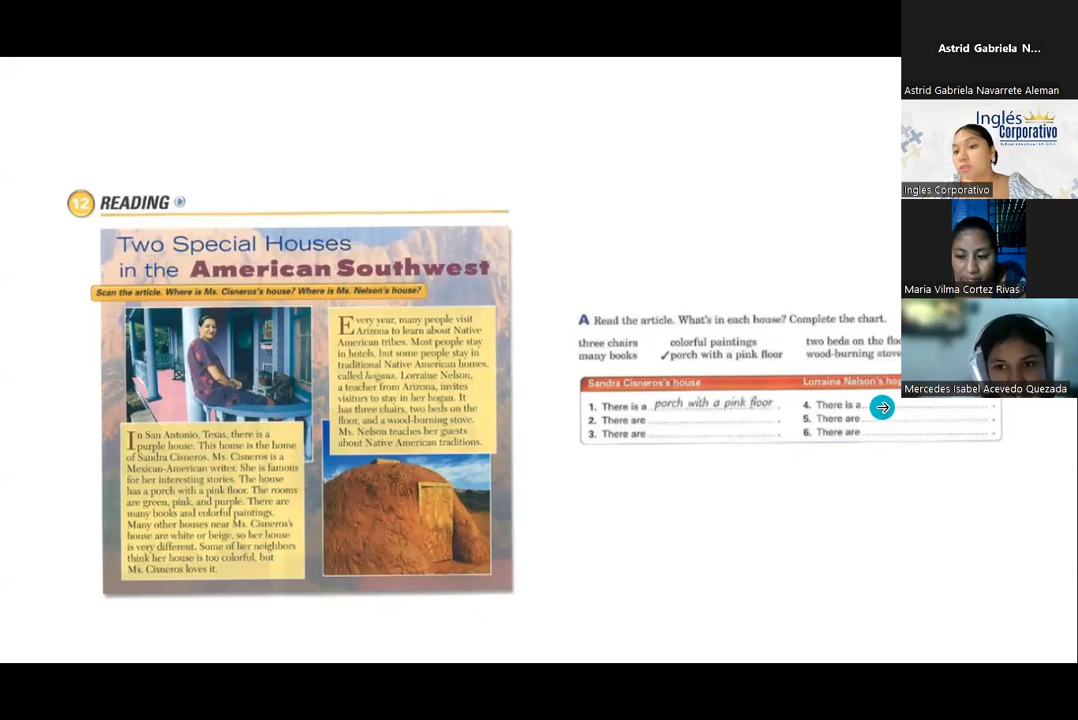 12 READING
Two Special Houses
in the American Southwest
Scan the article. Where is Ms. Cisneros's house? Where is Ms. Nelson's house?
Every year, many people visit
Arizona to learn about Native
American tribes. Most people stay
in hotels, but some people stay in
traditional Native American homes,
called hogans. Lorraine Nelson,
a teacher from Arizona, invites
visitors to stay in her hogan. It
has three chairs, two beds on the
floor, and a wood-burning stove.
Ms. Nelson teaches her guests
about Native American traditions.
In San Antonio, Texas, there is a
purple house. This house is the home
of Sandra Cisneros. Ms. Cisneros is a
Mexican-American writer. She is famous
for her interesting stories. The house
has a porch with a pink floor. The rooms
are green, pink, and purple. There are
many books and colorful paintings.
Many other houses near Ms. Cisneros's
house are white or beige, so her house
is very different. Some of her neighbors
think her house is too colorful, but
Ms. Cisneros loves it.
A Read the article. What's in each house? Complete the chart.
three chairs colorful paintings two beds on the flo
many books ✓porch with a pink floor wood-burning stove
Sandra Cisneros's house Lorraine Nelson's hog
1. There is a porch with a pink floor. 4. There is a
2. There are 5. There are
3. There are 6. There are
Astrid Gabriela N...
Astrid Gabriela Navarrete Aleman
Inglés
Corporativo
Ingles Corporativo
Maria Vilma Cortez Rivas
Mercedes Isabel Acevedo Quezada